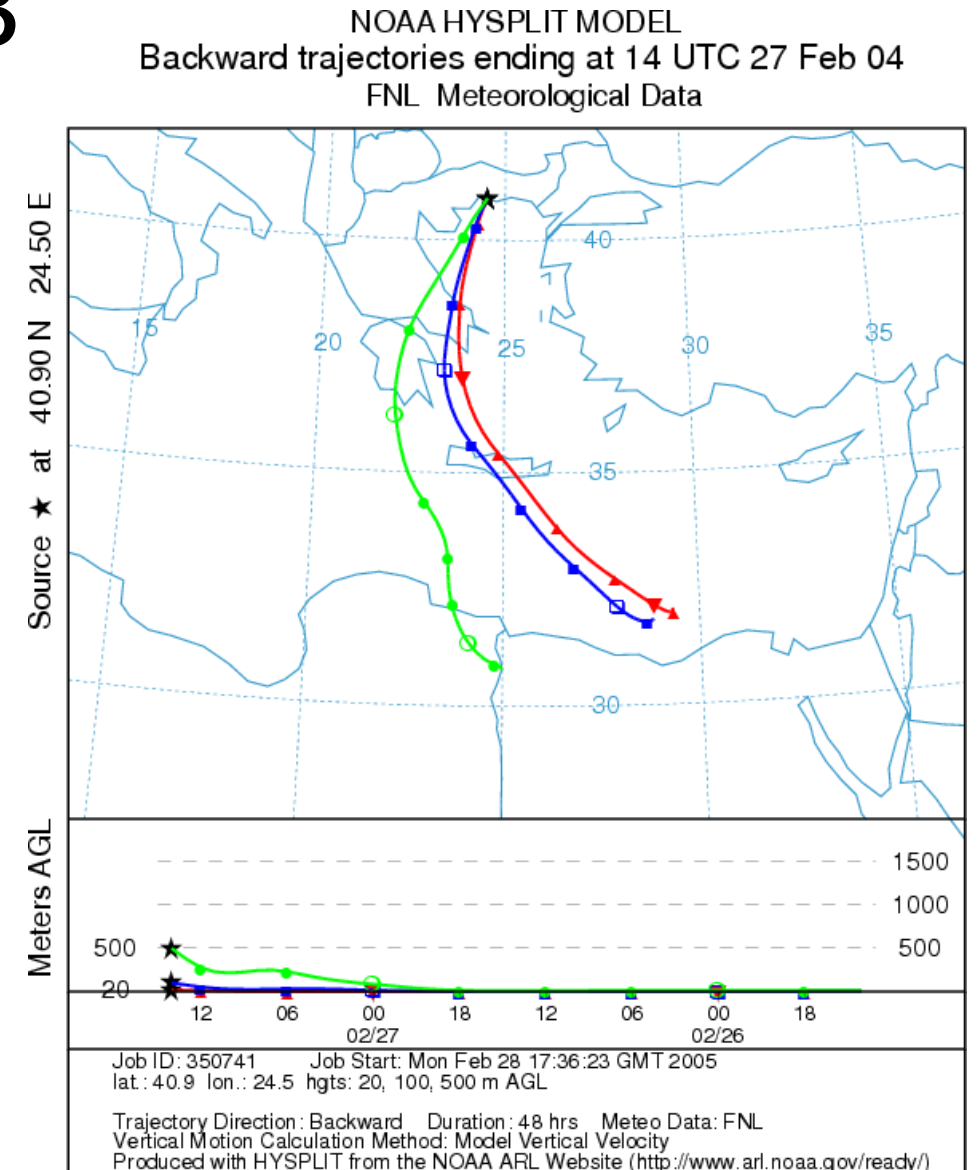 B
NOAA HYSPLIT MODEL
Backward trajectories ending at 14 UTC 27 Feb 04
FNL Meteorological Data
Source ★ at 40.90 N 24.50 E
40
15
20
25
30
35
35
30
Meters AGL
1500
1000
500
500
20
12 06 00 18 12 06 00 18
02/27 02/26
Job ID: 350741 Job Start: Mon Feb 28 17:36:23 GMT 2005
lat.: 40.9 lon.: 24.5 hgts: 20, 100, 500 m AGL
Trajectory Direction: Backward Duration: 48 hrs Meteo Data: FNL
Vertical Motion Calculation Method: Model Vertical Velocity
Produced with HYSPLIT from the NOAA ARL Website (http://www.arl.noaa.gov/ready/)